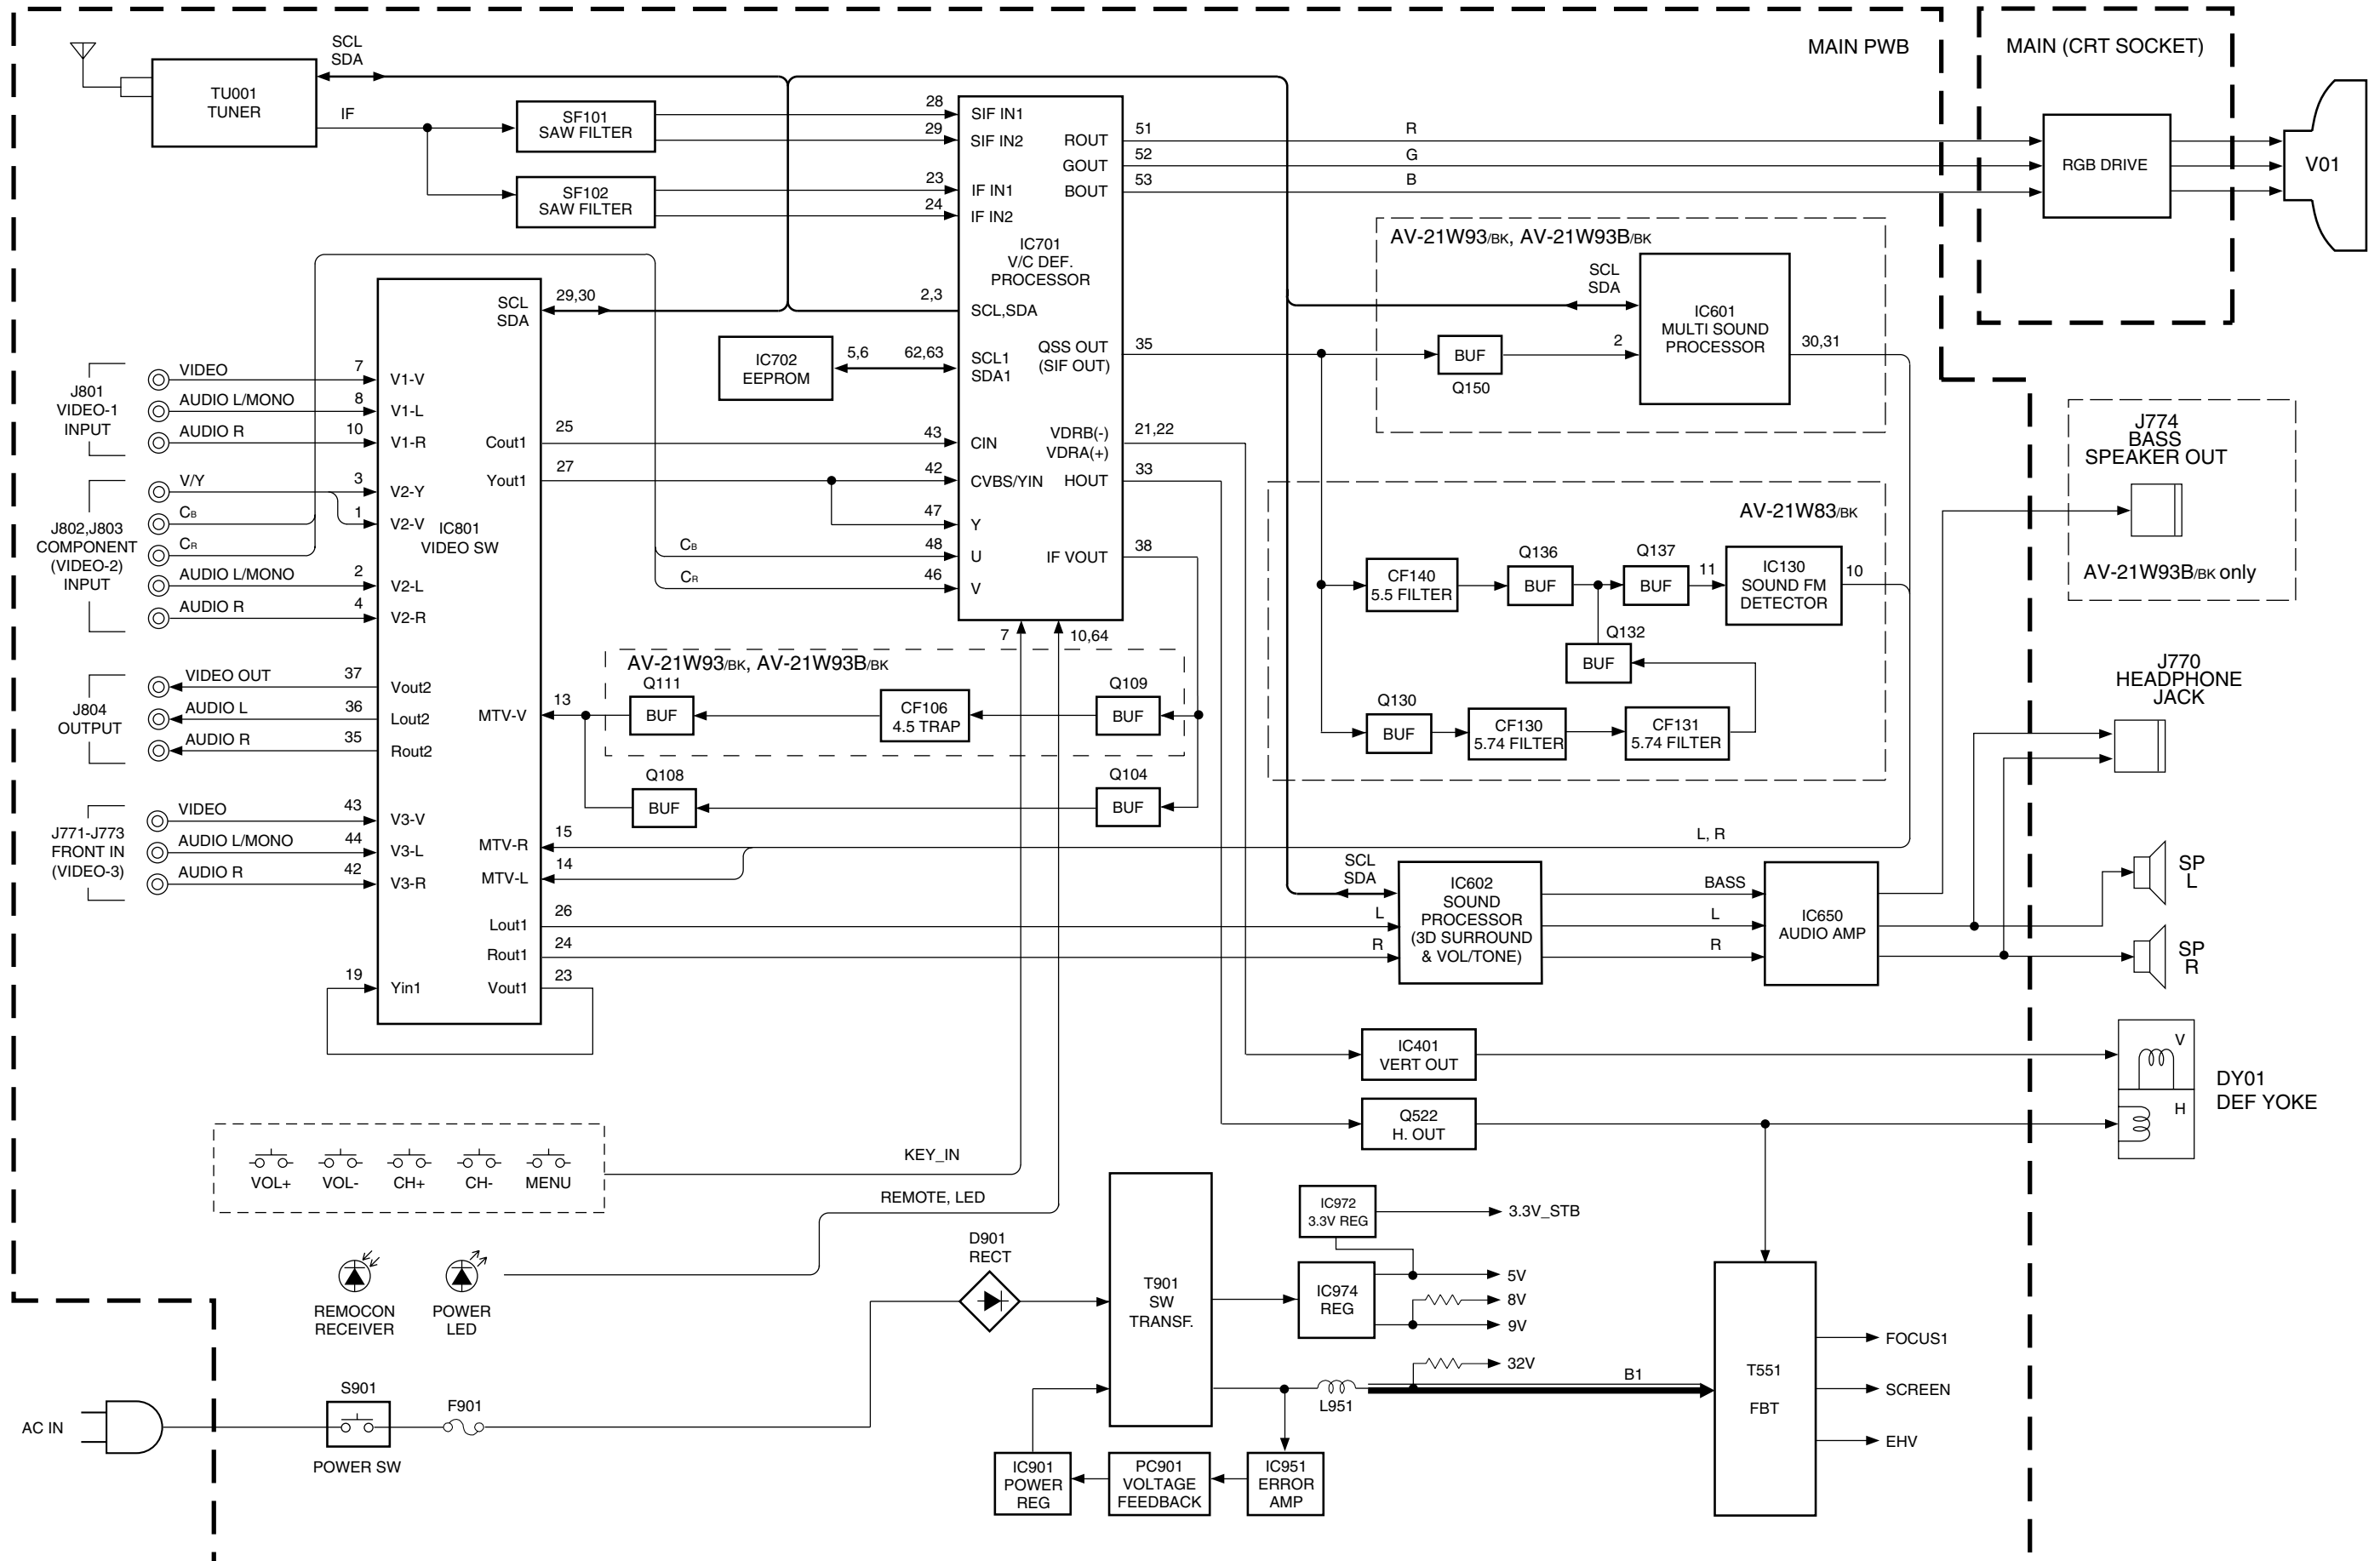 MAIN PWB
MAIN (CRT SOCKET)
SCL
SDA
TU001
TUNER
IF
SF101
SAW FILTER
SF102
SAW FILTER
28
29
23
24
SIF IN1
SIF IN2
IF IN1
IF IN2
IC701
V/C DEF.
PROCESSOR
ROUT
GOUT
BOUT
51
52
53
R
G
B
RGB DRIVE
V01
2,3
SCL,SDA
SCL1
SDA1
QSS OUT
(SIF OUT)
35
VDRB(-)
VDRA(+)
21,22
HOUT
33
IF VOUT
38
43
CIN
42
CVBS/YIN
47
Y
48
U
46
V
CB
CR
7
10,64
IC702
EEPROM
5,6
62,63
AV-21W93/BK, AV-21W93B/BK
SCL
SDA
IC601
MULTI SOUND
PROCESSOR
BUF
Q150
2
30,31
AV-21W83/BK
CF140
5.5 FILTER
Q136
BUF
Q137
BUF
11
IC130
SOUND FM
DETECTOR
10
Q132
BUF
Q130
BUF
CF130
5.74 FILTER
CF131
5.74 FILTER
J774
BASS
SPEAKER OUT
AV-21W93B/BK only
J770
HEADPHONE
JACK
J801
VIDEO-1
INPUT
VIDEO
7
V1-V
AUDIO L/MONO
8
V1-L
AUDIO R
10
V1-R
J802,J803
COMPONENT
(VIDEO-2)
INPUT
V/Y
3
V2-Y
CB
1
V2-V
CR
AUDIO L/MONO
2
V2-L
AUDIO R
4
V2-R
J804
OUTPUT
VIDEO OUT
37
Vout2
AUDIO L
36
Lout2
AUDIO R
35
Rout2
J771-J773
FRONT IN
(VIDEO-3)
VIDEO
43
V3-V
AUDIO L/MONO
44
V3-L
AUDIO R
42
V3-R
IC801
VIDEO SW
SCL
SDA
29,30
Cout1
25
Yout1
27
MTV-V
13
MTV-R
15
MTV-L
14
Lout1
26
Rout1
24
19
Yin1
Vout1
23
AV-21W93/BK, AV-21W93B/BK
Q111
BUF
CF106
4.5 TRAP
Q109
BUF
Q108
BUF
Q104
BUF
L, R
SCL
SDA
L
R
IC602
SOUND
PROCESSOR
(3D SURROUND
& VOL/TONE)
BASS
L
R
IC650
AUDIO AMP
SP
L
SP
R
IC401
VERT OUT
Q522
H. OUT
V
H
DY01
DEF YOKE
VOL+
VOL-
CH+
CH-
MENU
KEY_IN
REMOTE, LED
REMOCON
RECEIVER
POWER
LED
D901
RECT
T901
SW
TRANSF.
IC972
3.3V REG
3.3V_STB
IC974
REG
5V
8V
9V
32V
L951
B1
T551
FBT
FOCUS1
SCREEN
EHV
AC IN
S901
POWER SW
F901
IC901
POWER
REG
PC901
VOLTAGE
FEEDBACK
IC951
ERROR
AMP